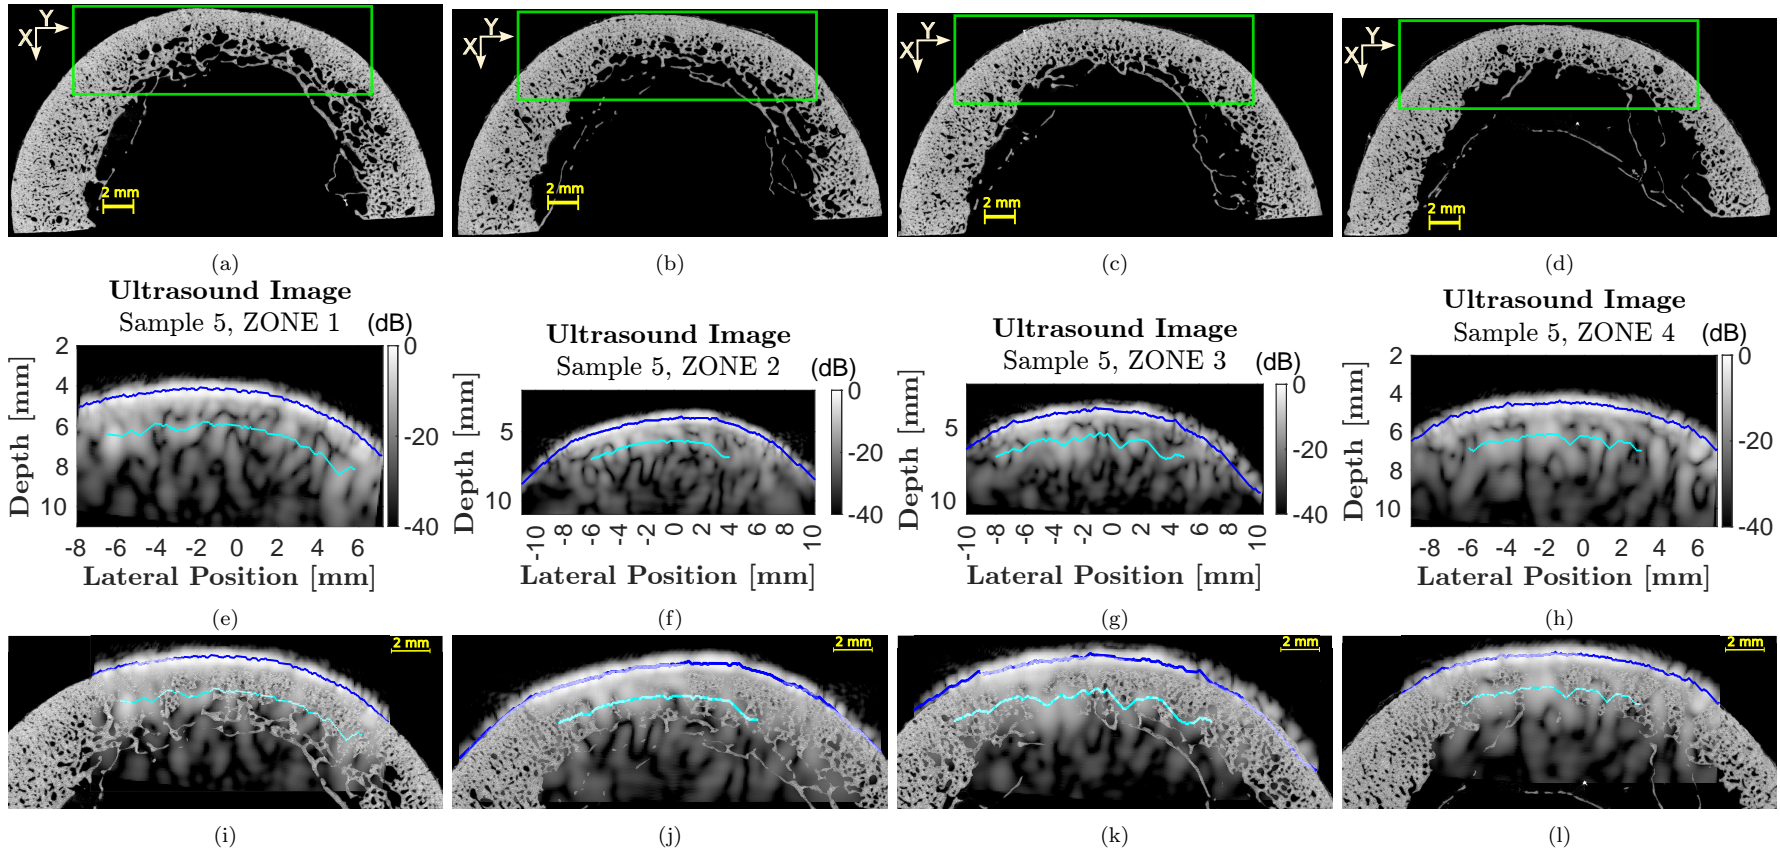 Y
X
2 mm
Y
X
2 mm
Y
X
2 mm
Y
X
2 mm
(a)
(b)
(c)
(d)
Ultrasound Image
Sample 5, ZONE 1
(dB)
Depth [mm]
2
4
6
8
10
-8 -6 -4 -2 0 2 4 6
Lateral Position [mm]
0
-20
-40
Ultrasound Image
Sample 5, ZONE 2
(dB)
Depth [mm]
5
10
-10 -8 -6 -4 -2 0 2 4 6 8 10
Lateral Position [mm]
0
-20
-40
Ultrasound Image
Sample 5, ZONE 3
(dB)
Depth [mm]
5
10
-10 -8 -6 -4 -2 0 2 4 6 8 10
Lateral Position [mm]
0
-20
-40
Ultrasound Image
Sample 5, ZONE 4
(dB)
Depth [mm]
2
4
6
8
10
-8 -6 -4 -2 0 2 4 6
Lateral Position [mm]
0
-20
-40
(e)
(f)
(g)
(h)
2 mm
2 mm
2 mm
2 mm
(i)
(j)
(k)
(l)